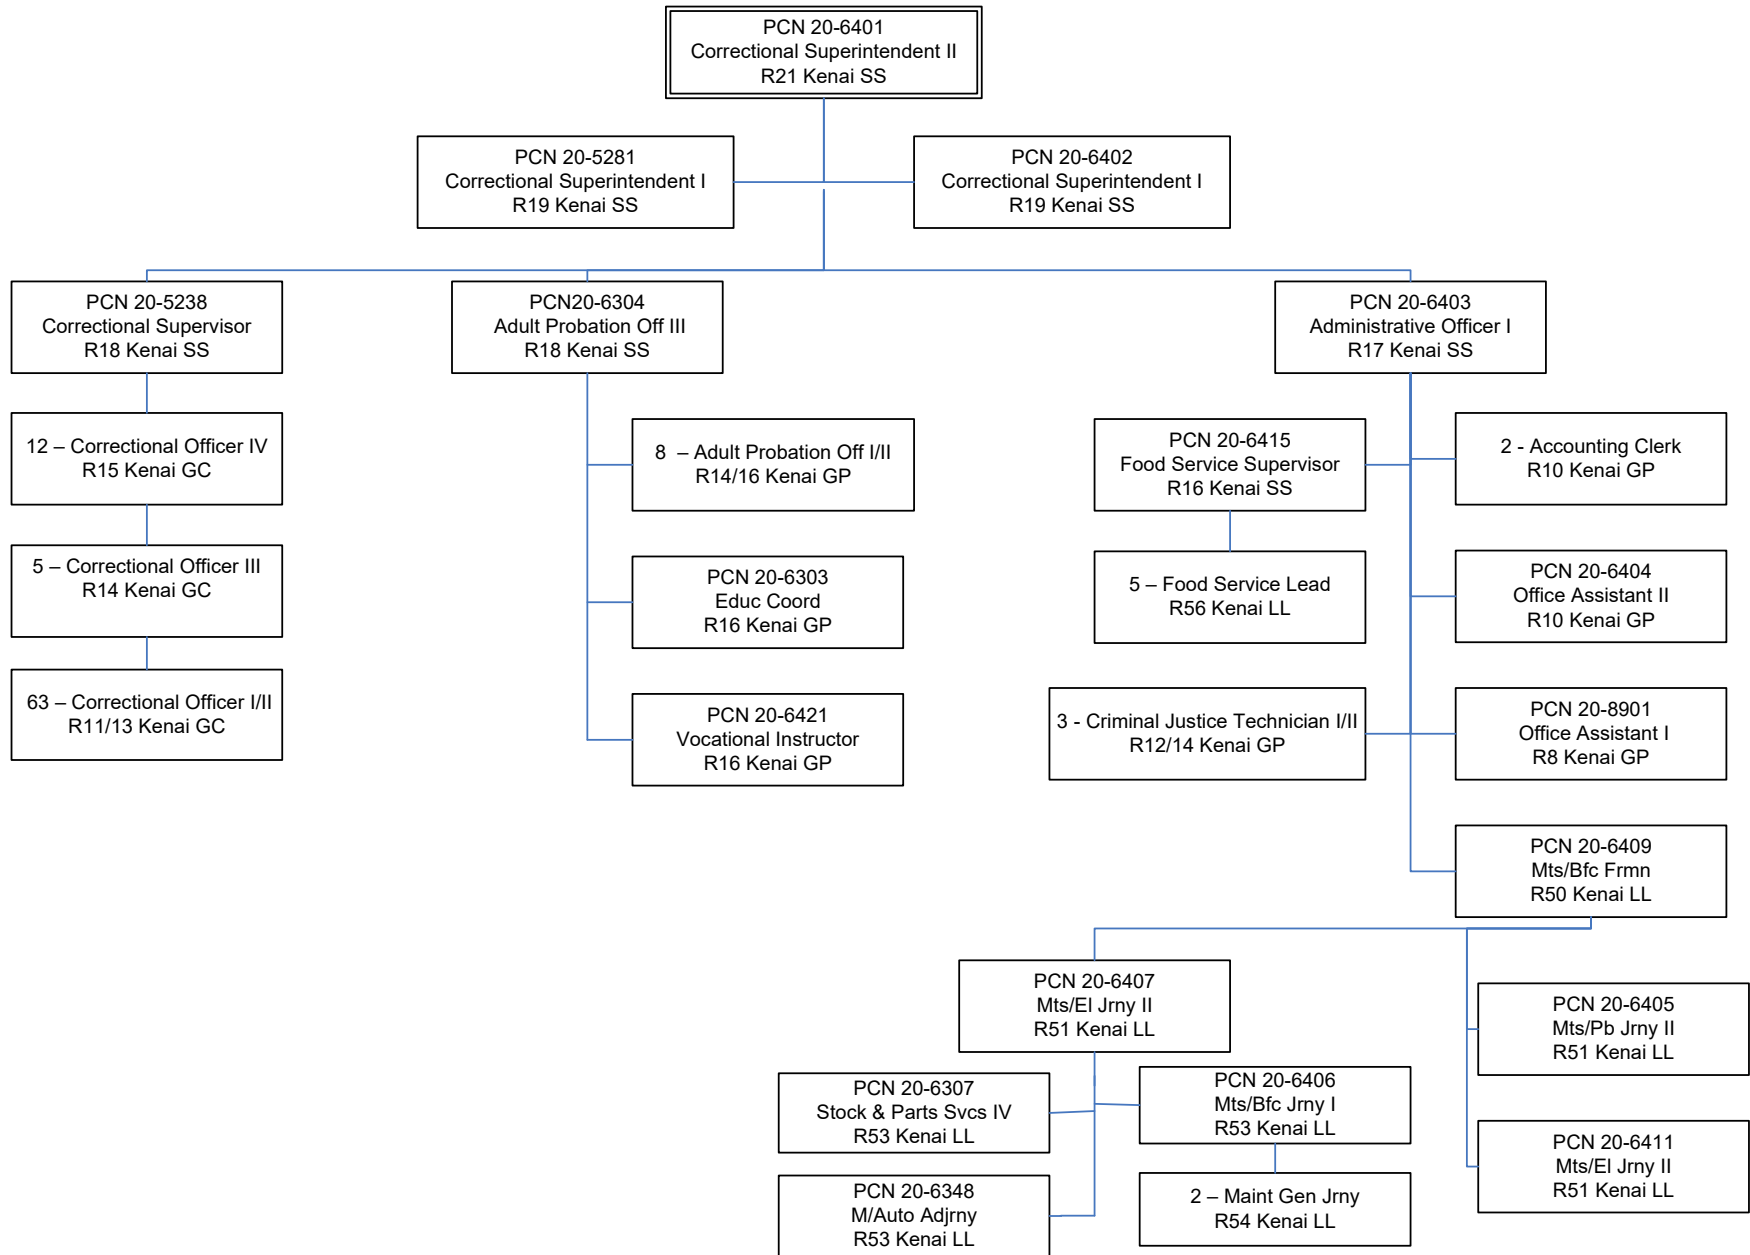 PCN 20-6401
Correctional Superintendent II
R21 Kenai SS
PCN 20-5281
Correctional Superintendent I
R19 Kenai SS
PCN 20-6402
Correctional Superintendent I
R19 Kenai SS
PCN 20-5238
Correctional Supervisor
R18 Kenai SS
PCN20-6304
Adult Probation Off III
R18 Kenai SS
PCN 20-6403
Administrative Officer I
R17 Kenai SS
12 – Correctional Officer IV
R15 Kenai GC
5 – Correctional Officer III
R14 Kenai GC
63 – Correctional Officer I/II
R11/13 Kenai GC
8 – Adult Probation Off I/II
R14/16 Kenai GP
PCN 20-6303
Educ Coord
R16 Kenai GP
PCN 20-6421
Vocational Instructor
R16 Kenai GP
PCN 20-6415
Food Service Supervisor
R16 Kenai SS
5 – Food Service Lead
R56 Kenai LL
3 - Criminal Justice Technician I/II
R12/14 Kenai GP
2 - Accounting Clerk
R10 Kenai GP
PCN 20-6404
Office Assistant II
R10 Kenai GP
PCN 20-8901
Office Assistant I
R8 Kenai GP
PCN 20-6409
Mts/Bfc Frmn
R50 Kenai LL
PCN 20-6407
Mts/El Jrny II
R51 Kenai LL
PCN 20-6405
Mts/Pb Jrny II
R51 Kenai LL
PCN 20-6307
Stock & Parts Svcs IV
R53 Kenai LL
PCN 20-6406
Mts/Bfc Jrny I
R53 Kenai LL
PCN 20-6411
Mts/El Jrny II
R51 Kenai LL
PCN 20-6348
M/Auto Adjrny
R53 Kenai LL
2 – Maint Gen Jrny
R54 Kenai LL